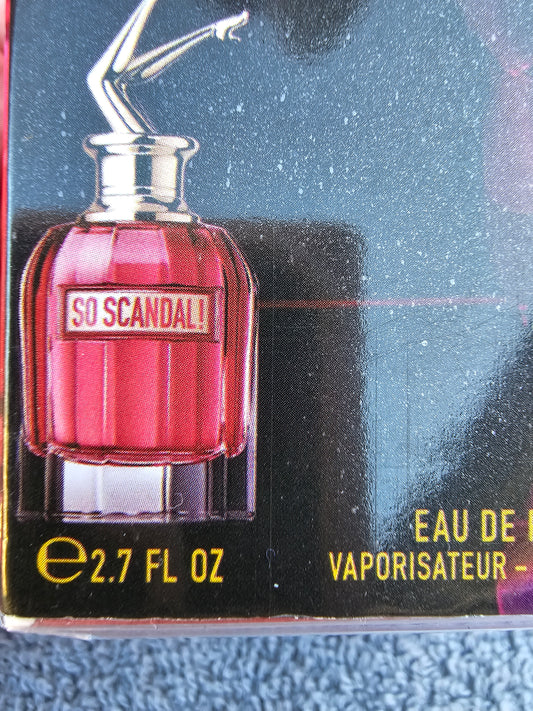 SO SCANDAL!
EAU DE
℮2.7 FL OZ
VAPORISATEUR -